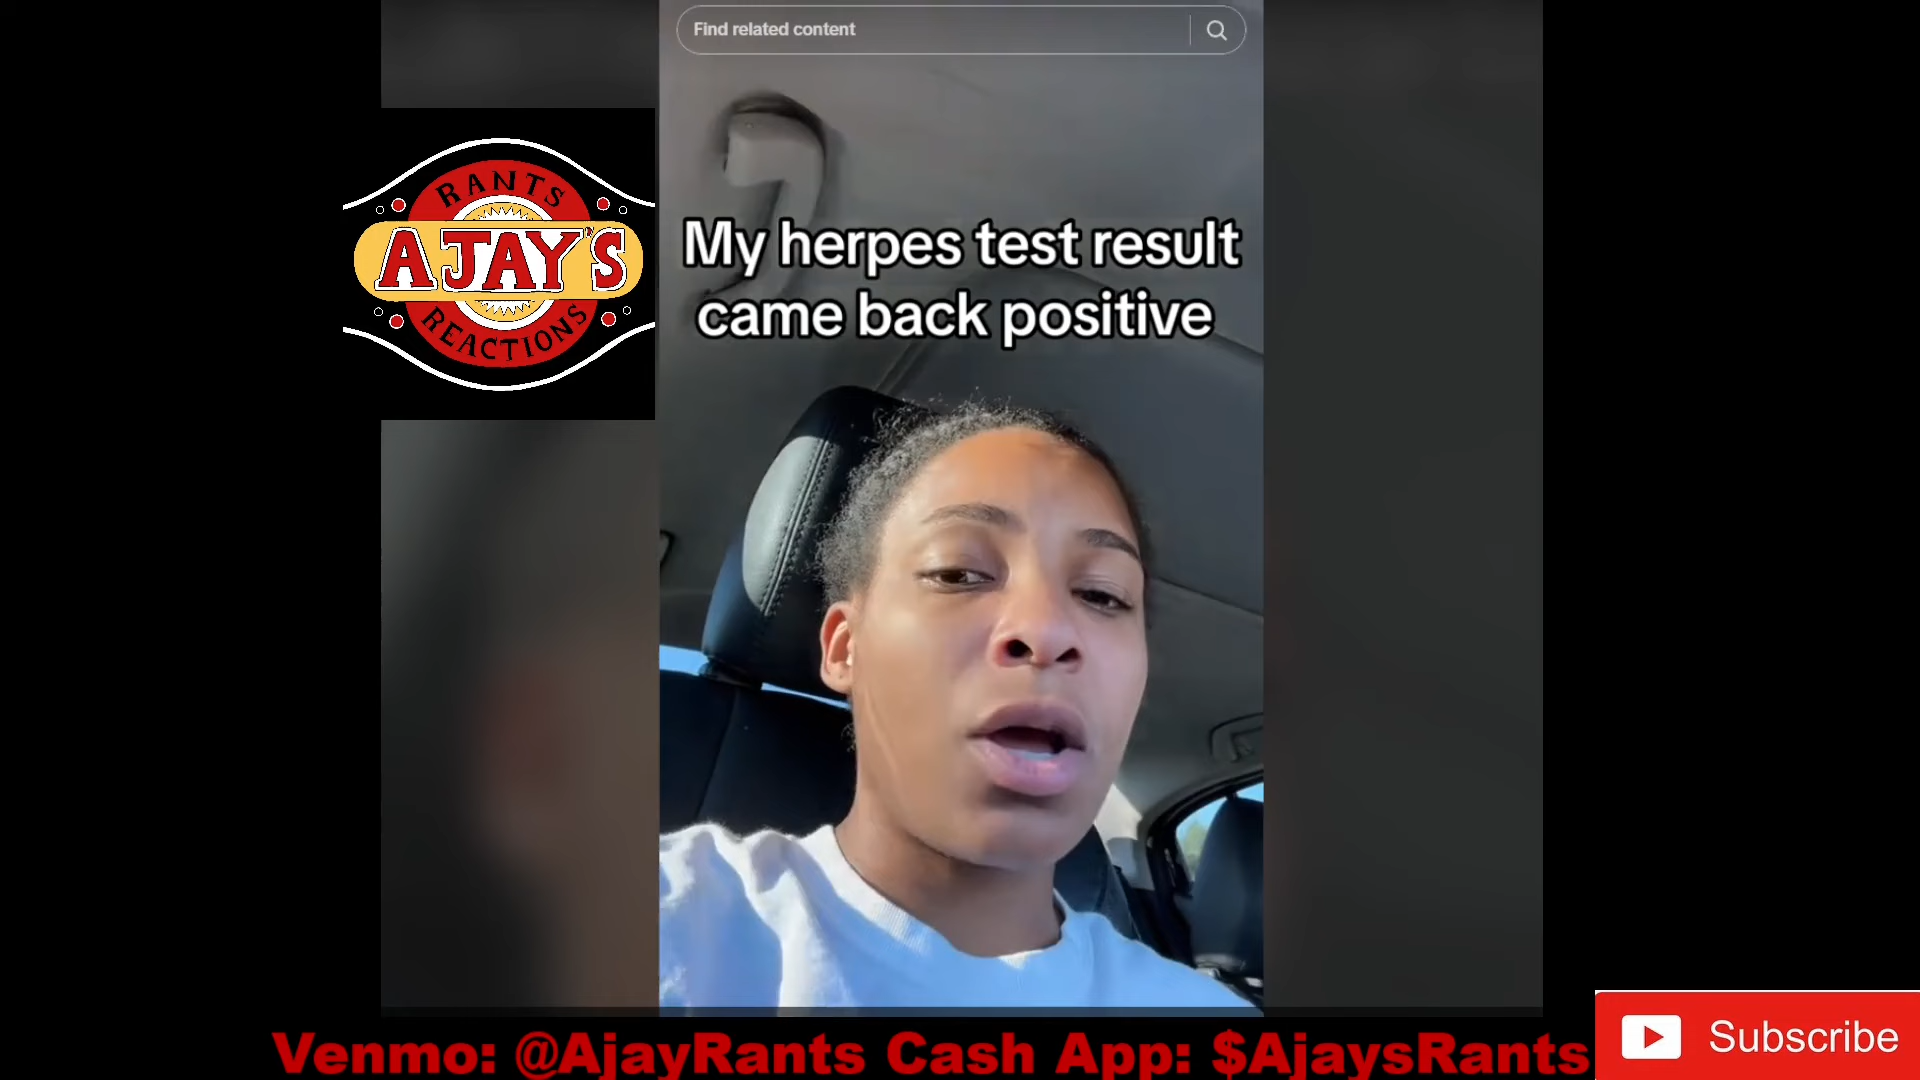 Find related content
RANTS
AJAY'S
REACTIONS
My herpes test result
came back positive
Venmo: @AjayRants Cash App: $AjaysRants
Subscribe